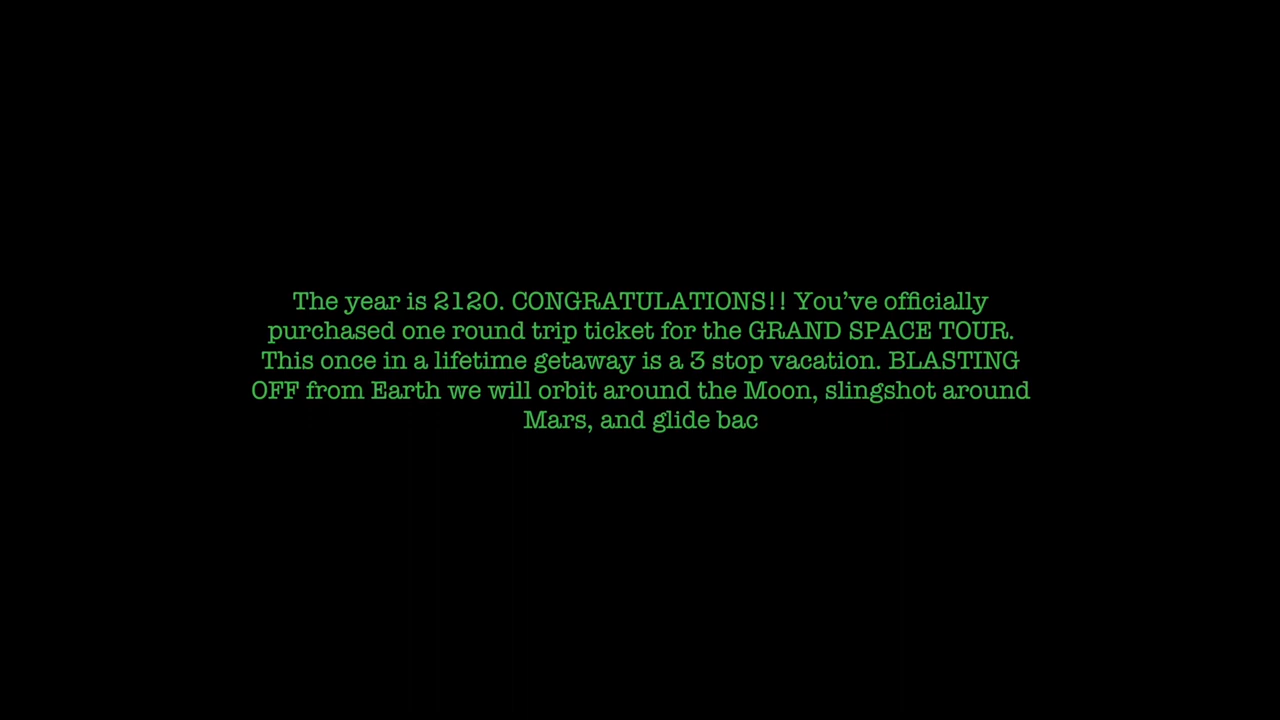 The year is 2120. CONGRATULATIONS!! You’ve officially
purchased one round trip ticket for the GRAND SPACE TOUR.
This once in a lifetime getaway is a 3 stop vacation. BLASTING
OFF from Earth we will orbit around the Moon, slingshot around
Mars, and glide bac